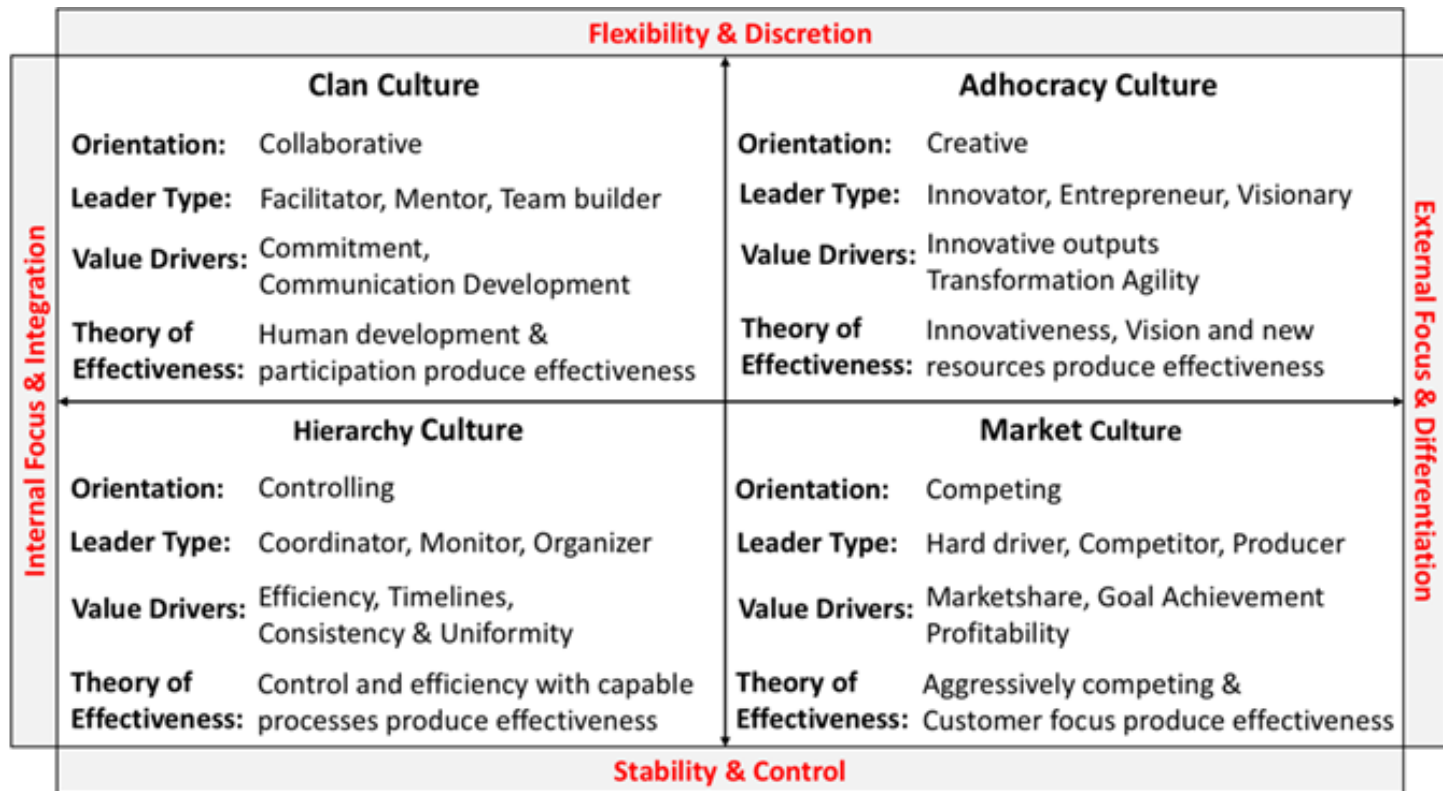 Flexibility & Discretion
Internal Focus & Integration
Clan Culture
Orientation: Collaborative
Leader Type: Facilitator, Mentor, Team builder
Value Drivers: Commitment,
Communication Development
Theory of Human development &
Effectiveness: participation produce effectiveness
Adhocracy Culture
Orientation: Creative
Leader Type: Innovator, Entrepreneur, Visionary
Value Drivers: Innovative outputs
Transformation Agility
Theory of Innovativeness, Vision and new
Effectiveness: resources produce effectiveness
Hierarchy Culture
Orientation: Controlling
Leader Type: Coordinator, Monitor, Organizer
Value Drivers: Efficiency, Timelines,
Consistency & Uniformity
Theory of Control and efficiency with capable
Effectiveness: processes produce effectiveness
Market Culture
Orientation: Competing
Leader Type: Hard driver, Competitor, Producer
Value Drivers: Marketshare, Goal Achievement
Profitability
Theory of Aggressively competing &
Effectiveness: Customer focus produce effectiveness
External Focus & Differentiation
Stability & Control